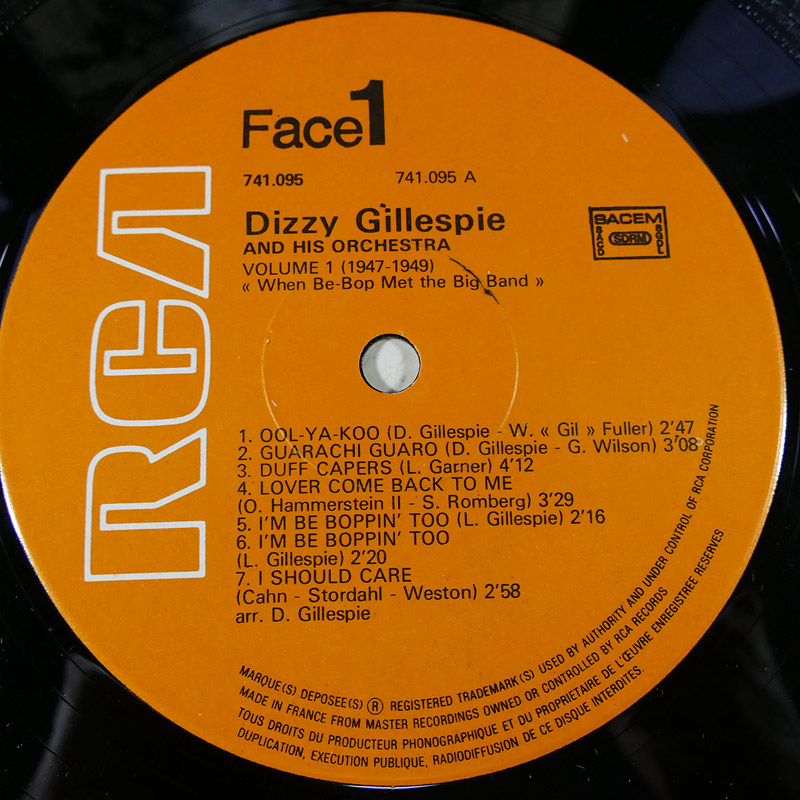 Face 1
741.095 741.095 A
Dizzy Gillespie
AND HIS ORCHESTRA
VOLUME 1 (1947-1949)
« When Be-Bop Met the Big Band »
SACEM
SACD
SDRM
SGDL
RCA
1. OOL-YA-KOO (D. Gillespie - W. « Gil » Fuller) 2'47
2. GUARACHI GUARO (D. Gillespie - G. Wilson) 3'08
3. DUFF CAPERS (L. Garner) 4'12
4. LOVER COME BACK TO ME
(O. Hammerstein II - S. Romberg) 3'29
5. I'M BE BOPPIN' TOO (L. Gillespie) 2'16
6. I'M BE BOPPIN' TOO
(L. Gillespie) 2'20
7. I SHOULD CARE
(Cahn - Stordahl - Weston) 2'58
arr. D. Gillespie
MARQUE(S) DEPOSEE(S) ® REGISTERED TRADEMARK(S) USED BY AUTHORITY AND UNDER CONTROL OF RCA CORPORATION
MADE IN FRANCE FROM MASTER RECORDINGS OWNED OR CONTROLLED BY RCA RECORDS
TOUS DROITS DU PRODUCTEUR PHONOGRAPHIQUE ET DU PROPRIETAIRE DE L'ŒUVRE ENREGISTREE RESERVES.
DUPLICATION, EXECUTION PUBLIQUE, RADIODIFFUSION DE CE DISQUE INTERDITES.